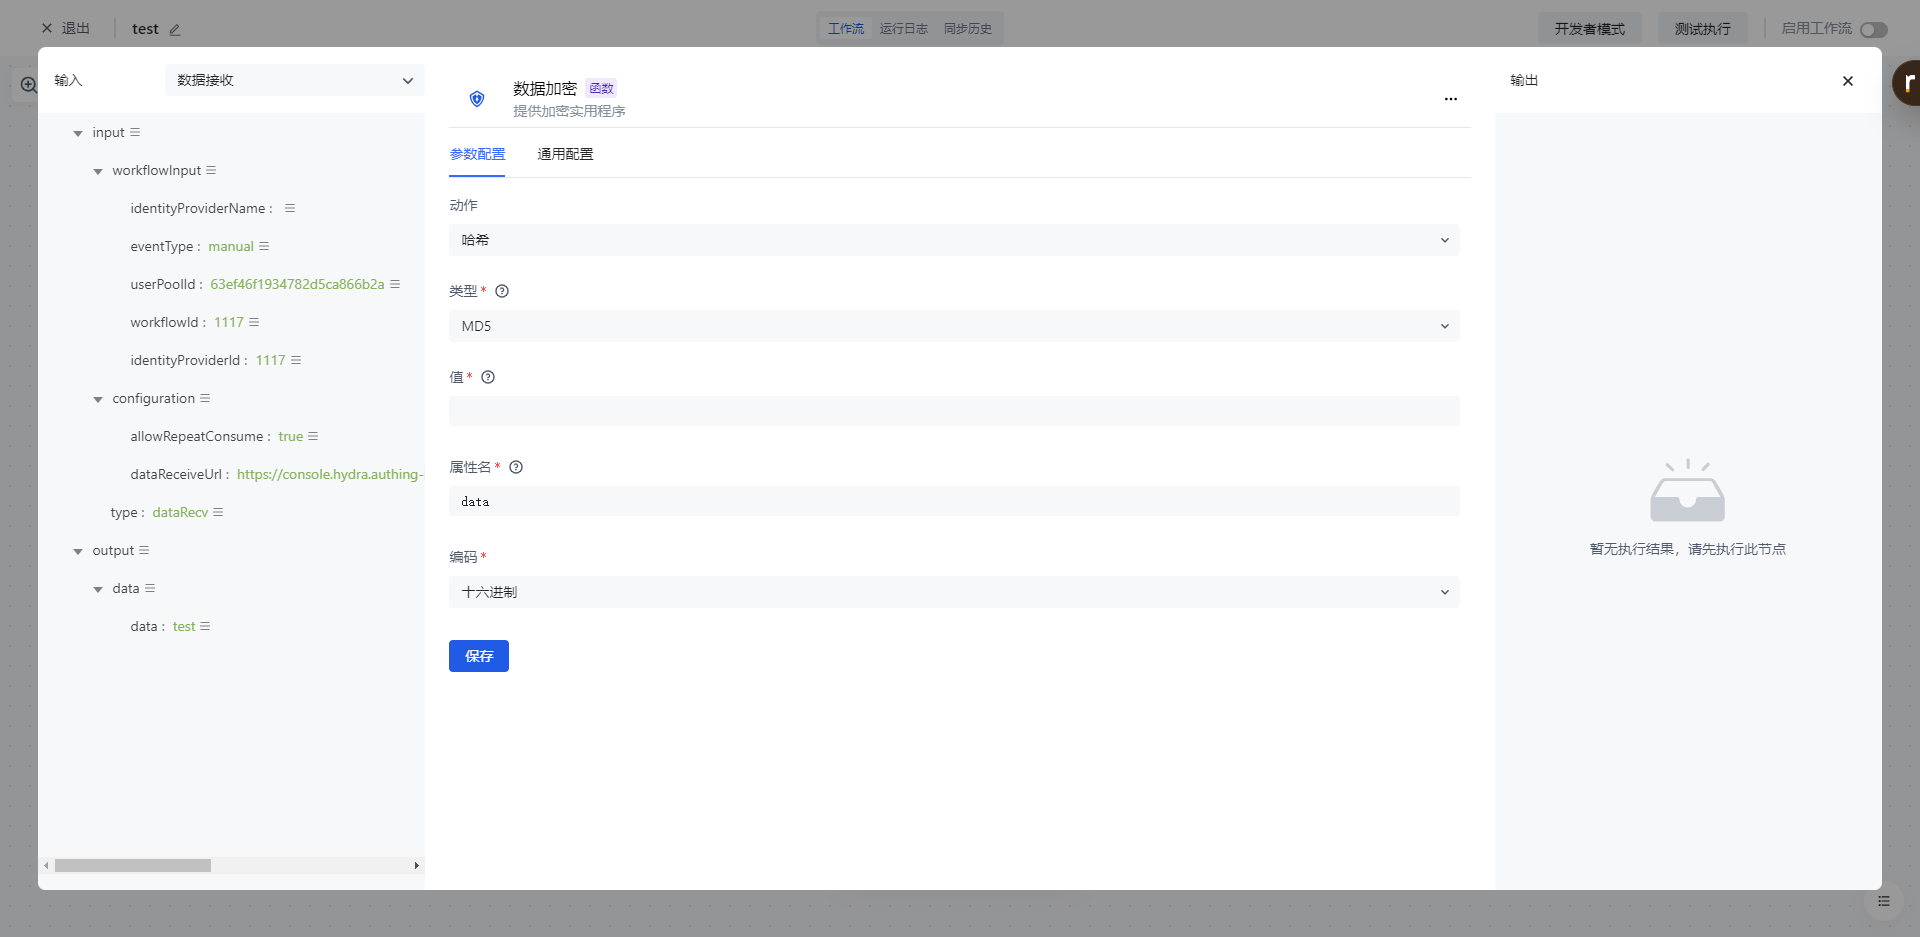 退出
test
工作流 运行日志 同步历史
开发者模式
测试执行
启用工作流
输入
数据接收
input
workflowInput
identityProviderName :
eventType : manual
userPoolId : 63ef46f1934782d5ca866b2a
workflowId : 1117
identityProviderId : 1117
configuration
allowRepeatConsume : true
dataReceiveUrl : https://console.hydra.authing-
type : dataRecv
output
data
data : test
数据加密 函数
提供加密实用程序
参数配置 通用配置
动作
哈希
类型 *
MD5
值 *
属性名 *
data
编码 *
十六进制
保存
输出
暂无执行结果，请先执行此节点
r